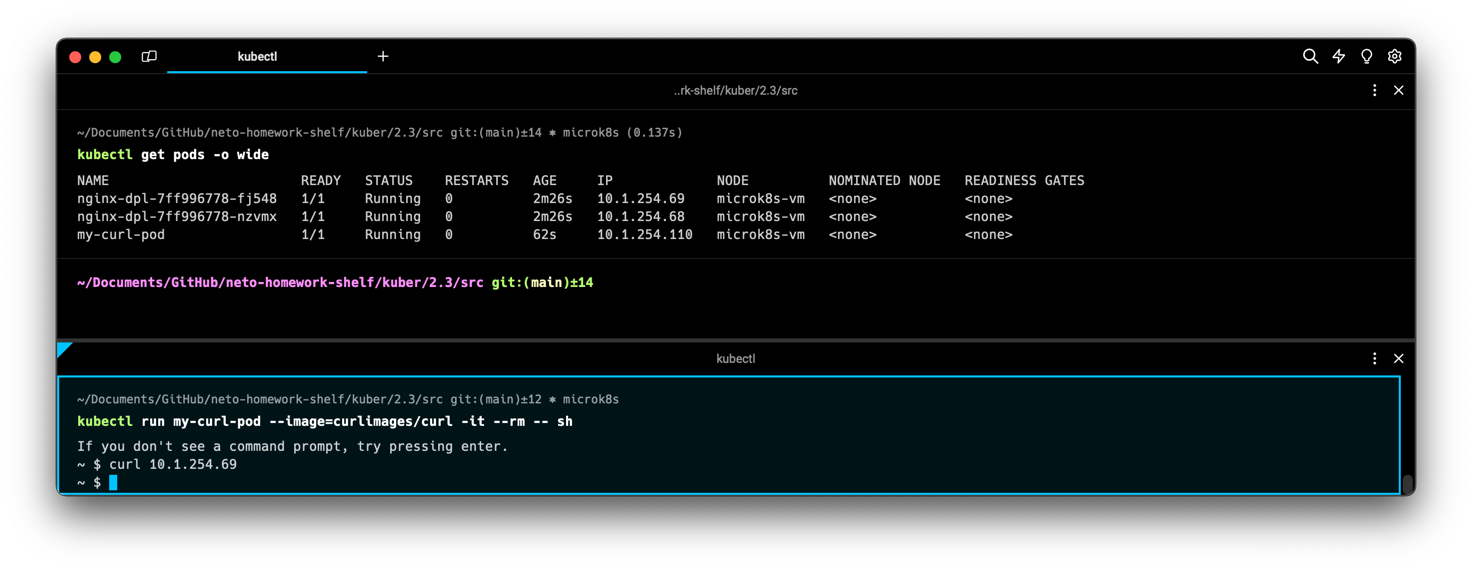 kubectl
..rk-shelf/kuber/2.3/src
~/Documents/GitHub/neto-homework-shelf/kuber/2.3/src git:(main)±14 ⎈ microk8s (0.137s)
kubectl get pods -o wide
NAME READY STATUS RESTARTS AGE IP NODE NOMINATED NODE READINESS GATES
nginx-dpl-7ff996778-fj548 1/1 Running 0 2m26s 10.1.254.69 microk8s-vm <none> <none>
nginx-dpl-7ff996778-nzvmx 1/1 Running 0 2m26s 10.1.254.68 microk8s-vm <none> <none>
my-curl-pod 1/1 Running 0 62s 10.1.254.110 microk8s-vm <none> <none>
~/Documents/GitHub/neto-homework-shelf/kuber/2.3/src git:(main)±14
kubectl
~/Documents/GitHub/neto-homework-shelf/kuber/2.3/src git:(main)±12 ⎈ microk8s
kubectl run my-curl-pod --image=curlimages/curl -it --rm -- sh
If you don't see a command prompt, try pressing enter.
~ $ curl 10.1.254.69
~ $